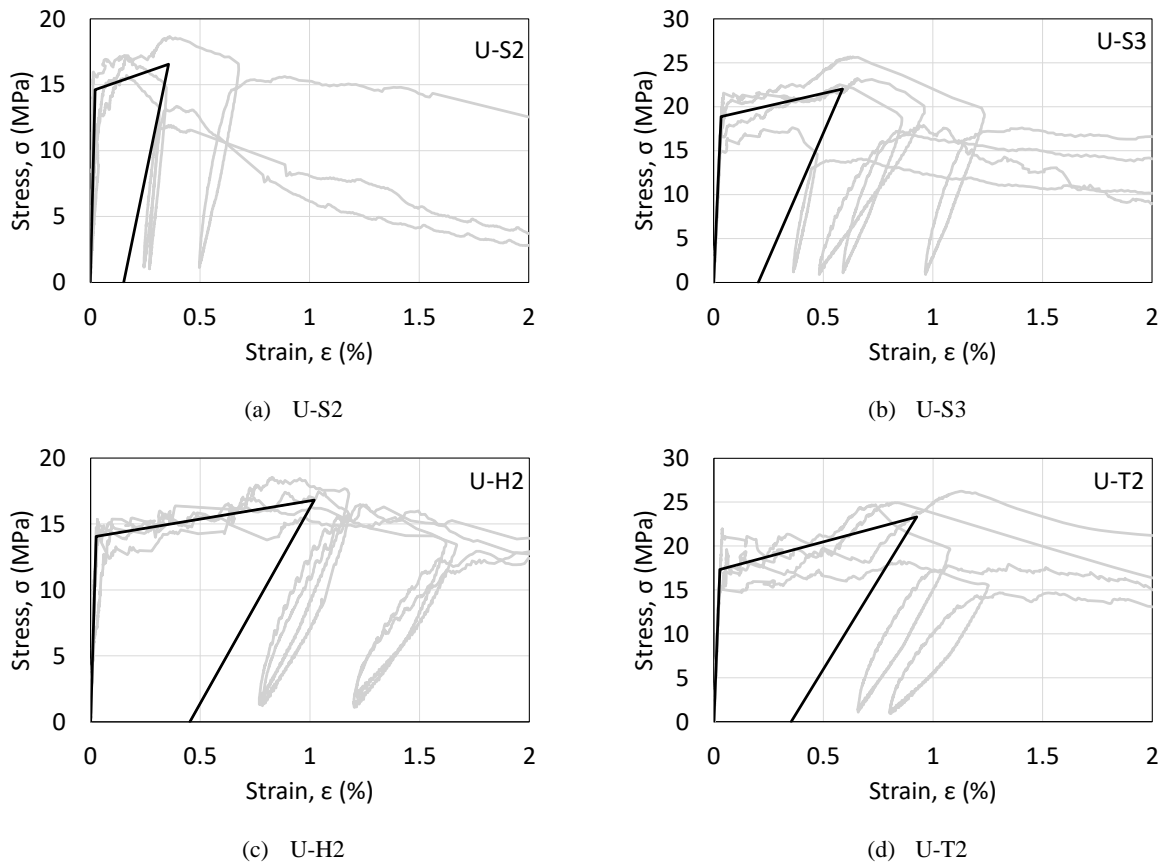 U-S2
Stress, σ (MPa)
20
15
10
5
0
0 0.5 1 1.5 2
Strain, ε (%)
(a) U-S2
U-S3
Stress, σ (MPa)
30
25
20
15
10
5
0
0 0.5 1 1.5 2
Strain, ε (%)
(b) U-S3
U-H2
Stress, σ (MPa)
20
15
10
5
0
0 0.5 1 1.5 2
Strain, ε (%)
(c) U-H2
U-T2
Stress, σ (MPa)
30
25
20
15
10
5
0
0 0.5 1 1.5 2
Strain, ε (%)
(d) U-T2